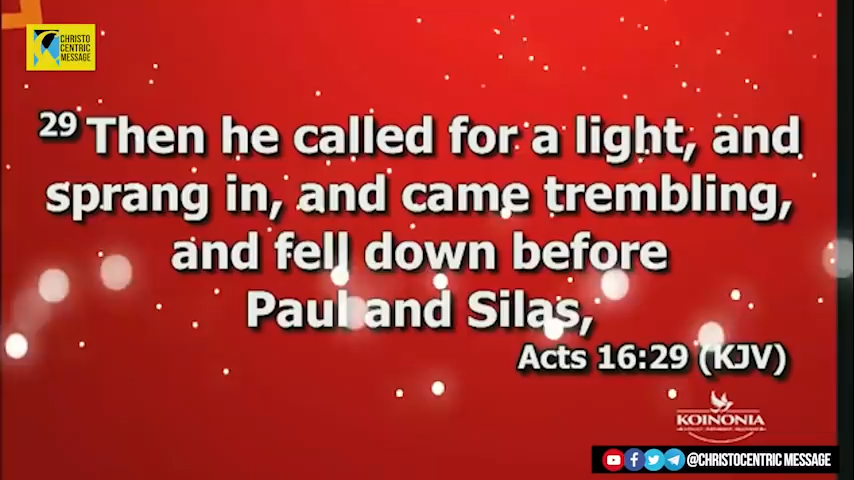 CHRISTO
CENTRIC
MESSAGE
29 Then he called for a light, and
sprang in, and came trembling,
and fell down before
Paul and Silas,
Acts 16:29 (KJV)
KOINONIA
@CHRISTOCENTRIC MESSAGE